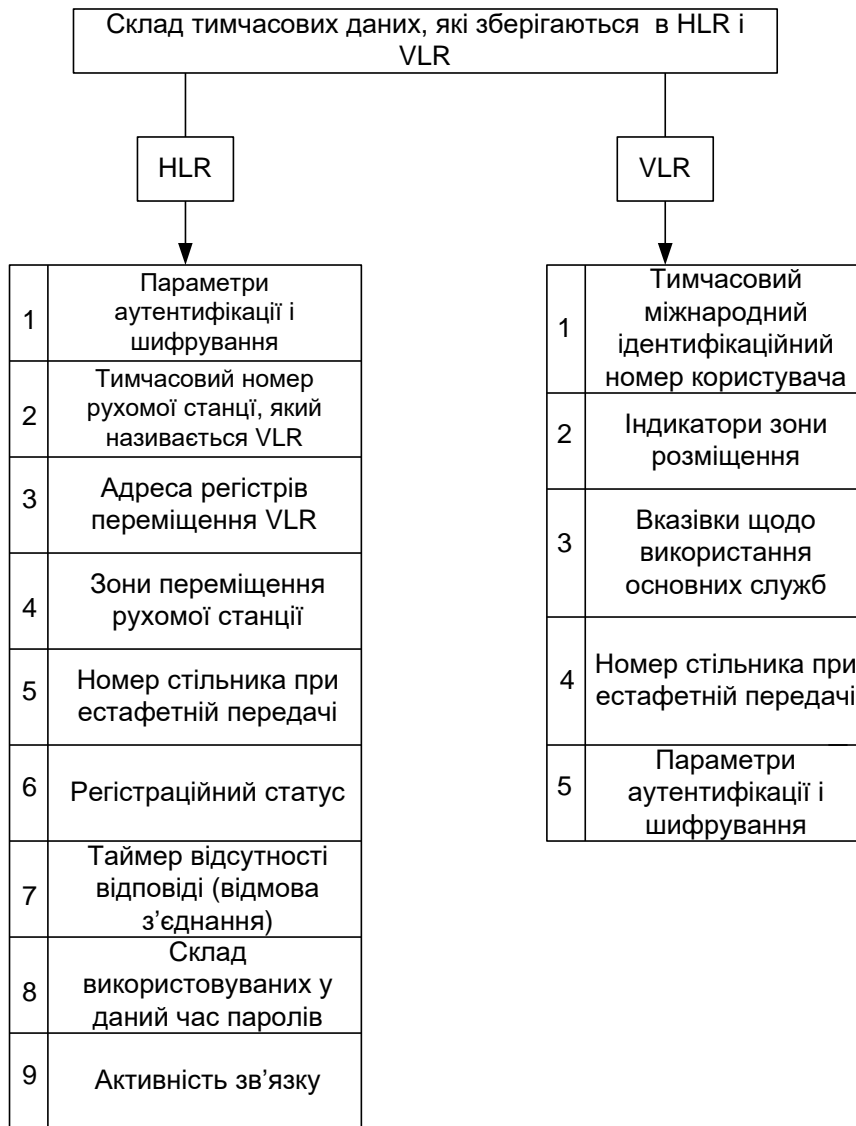 Склад тимчасових даних, які зберігаються в HLR і
VLR
HLR
1
Параметри
аутентифікації і
шифрування
2
Тимчасовий номер
рухомої станції, який
називається VLR
3
Адреса регістрів
переміщення VLR
4
Зони переміщення
рухомої станції
5
Номер стільника при
естафетній передачі
6
Регістраційний статус
7
Таймер відсутності
відповіді (відмова
з’єднання)
8
Склад
використовуваних у
даний час паролів
9
Активність зв’язку
VLR
1
Тимчасовий
міжнародний
ідентифікаційний
номер користувача
2
Індикатори зони
розміщення
3
Вказівки щодо
використання
основних служб
4
Номер стільника при
естафетній передачі
5
Параметри
аутентифікації і
шифрування